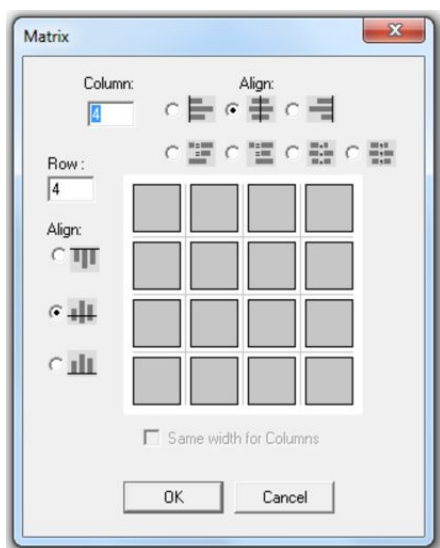 Matrix
Column:
Align:
4
Row :
4
Align:
Same width for Columns
OK
Cancel